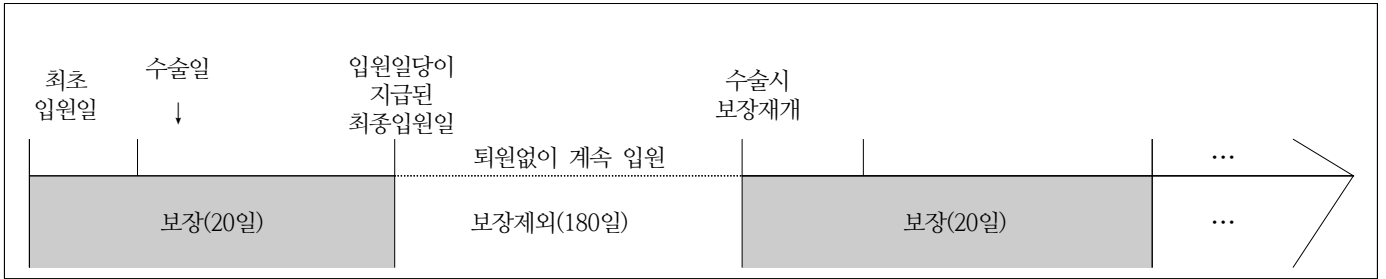 최초
입원일
수술일
↓
입원일당이
지급된
최종입원일
수술시
보장재개
퇴원없이 계속 입원
…
보장(20일)
보장제외(180일)
보장(20일)
…